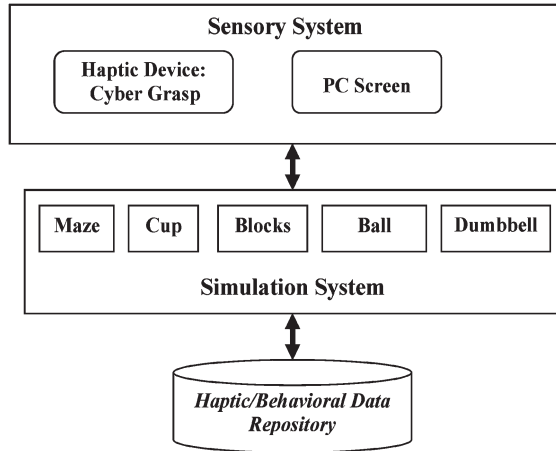 Sensory System
Haptic Device:
Cyber Grasp
PC Screen
Maze
Cup
Blocks
Ball
Dumbbell
Simulation System
Haptic/Behavioral Data
Repository